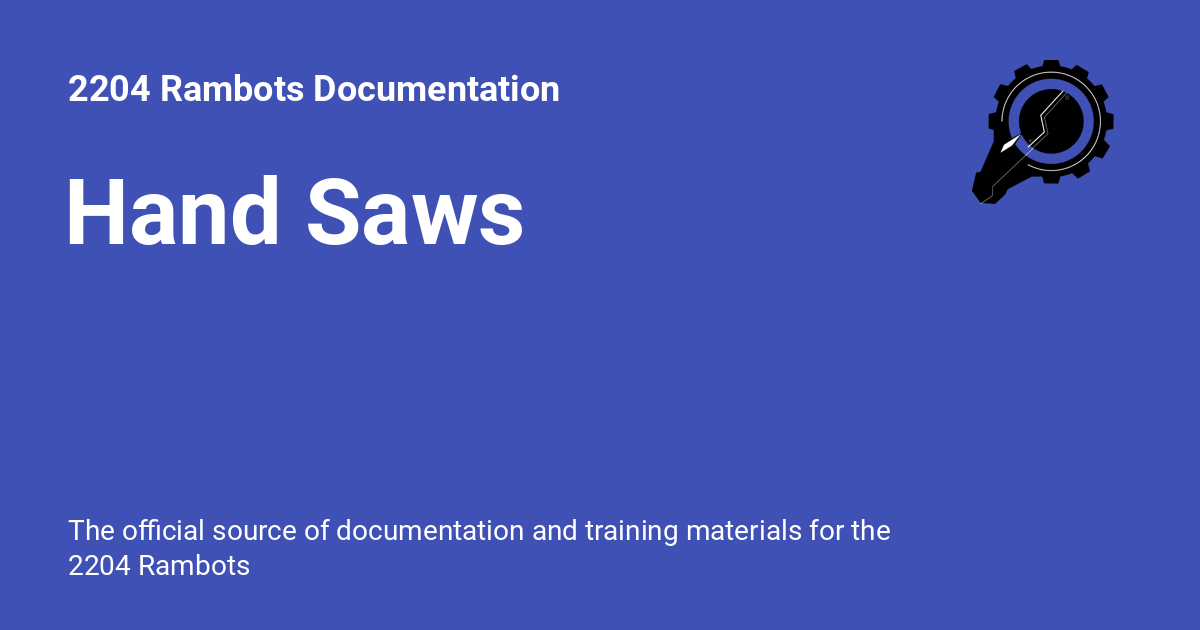 2204 Rambots Documentation
Hand Saws
The official source of documentation and training materials for the
2204 Rambots